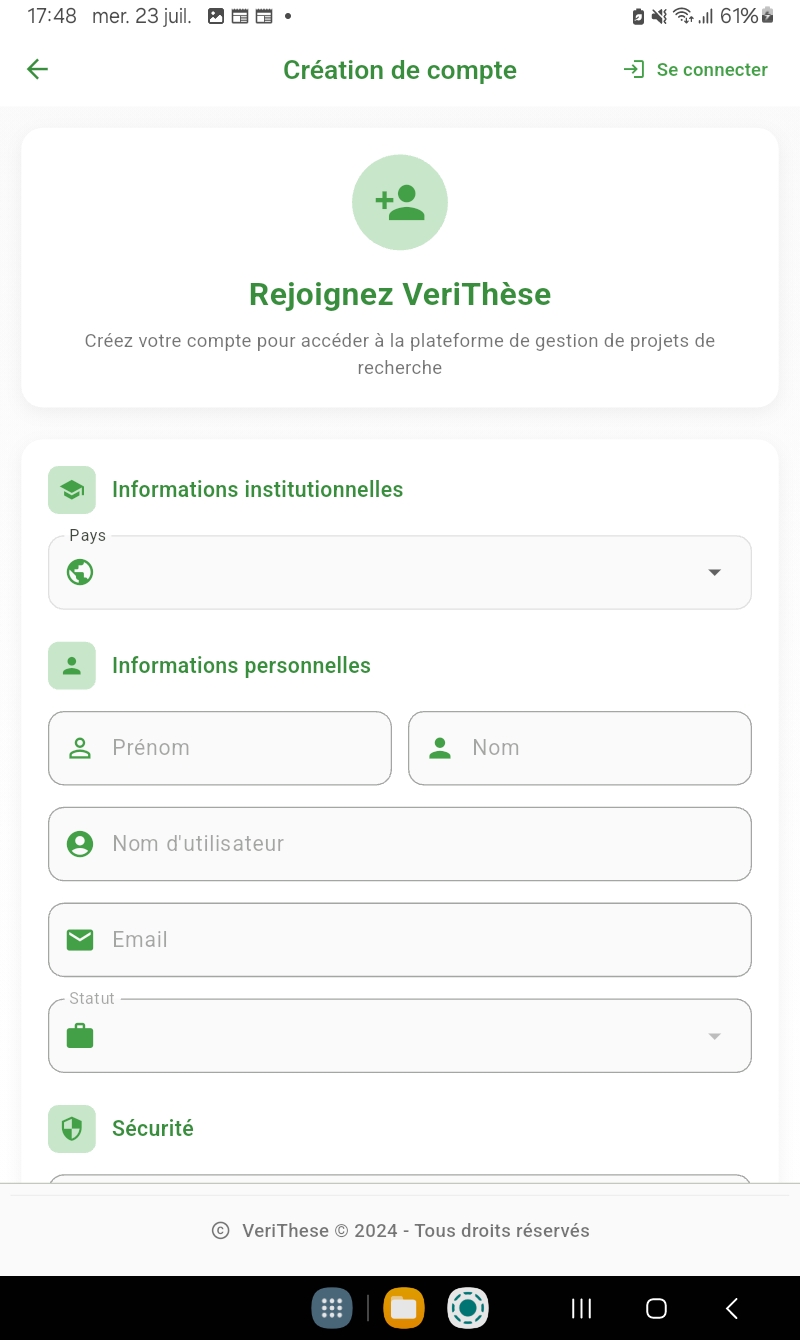 17:48 mer. 23 juil. 61%
Création de compte
Se connecter
Rejoignez VeriThèse
Créez votre compte pour accéder à la plateforme de gestion de projets de
recherche
Informations institutionnelles
Pays
Informations personnelles
Prénom
Nom
Nom d'utilisateur
Email
Statut
Sécurité
© VeriThese © 2024 - Tous droits réservés